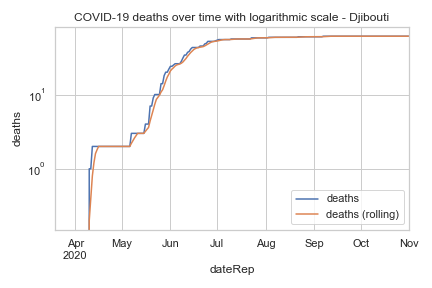 COVID-19 deaths over time with logarithmic scale - Djibouti
deaths
10¹
10⁰
deaths
deaths (rolling)
Apr
2020
May
Jun
Jul
Aug
Sep
Oct
Nov
dateRep